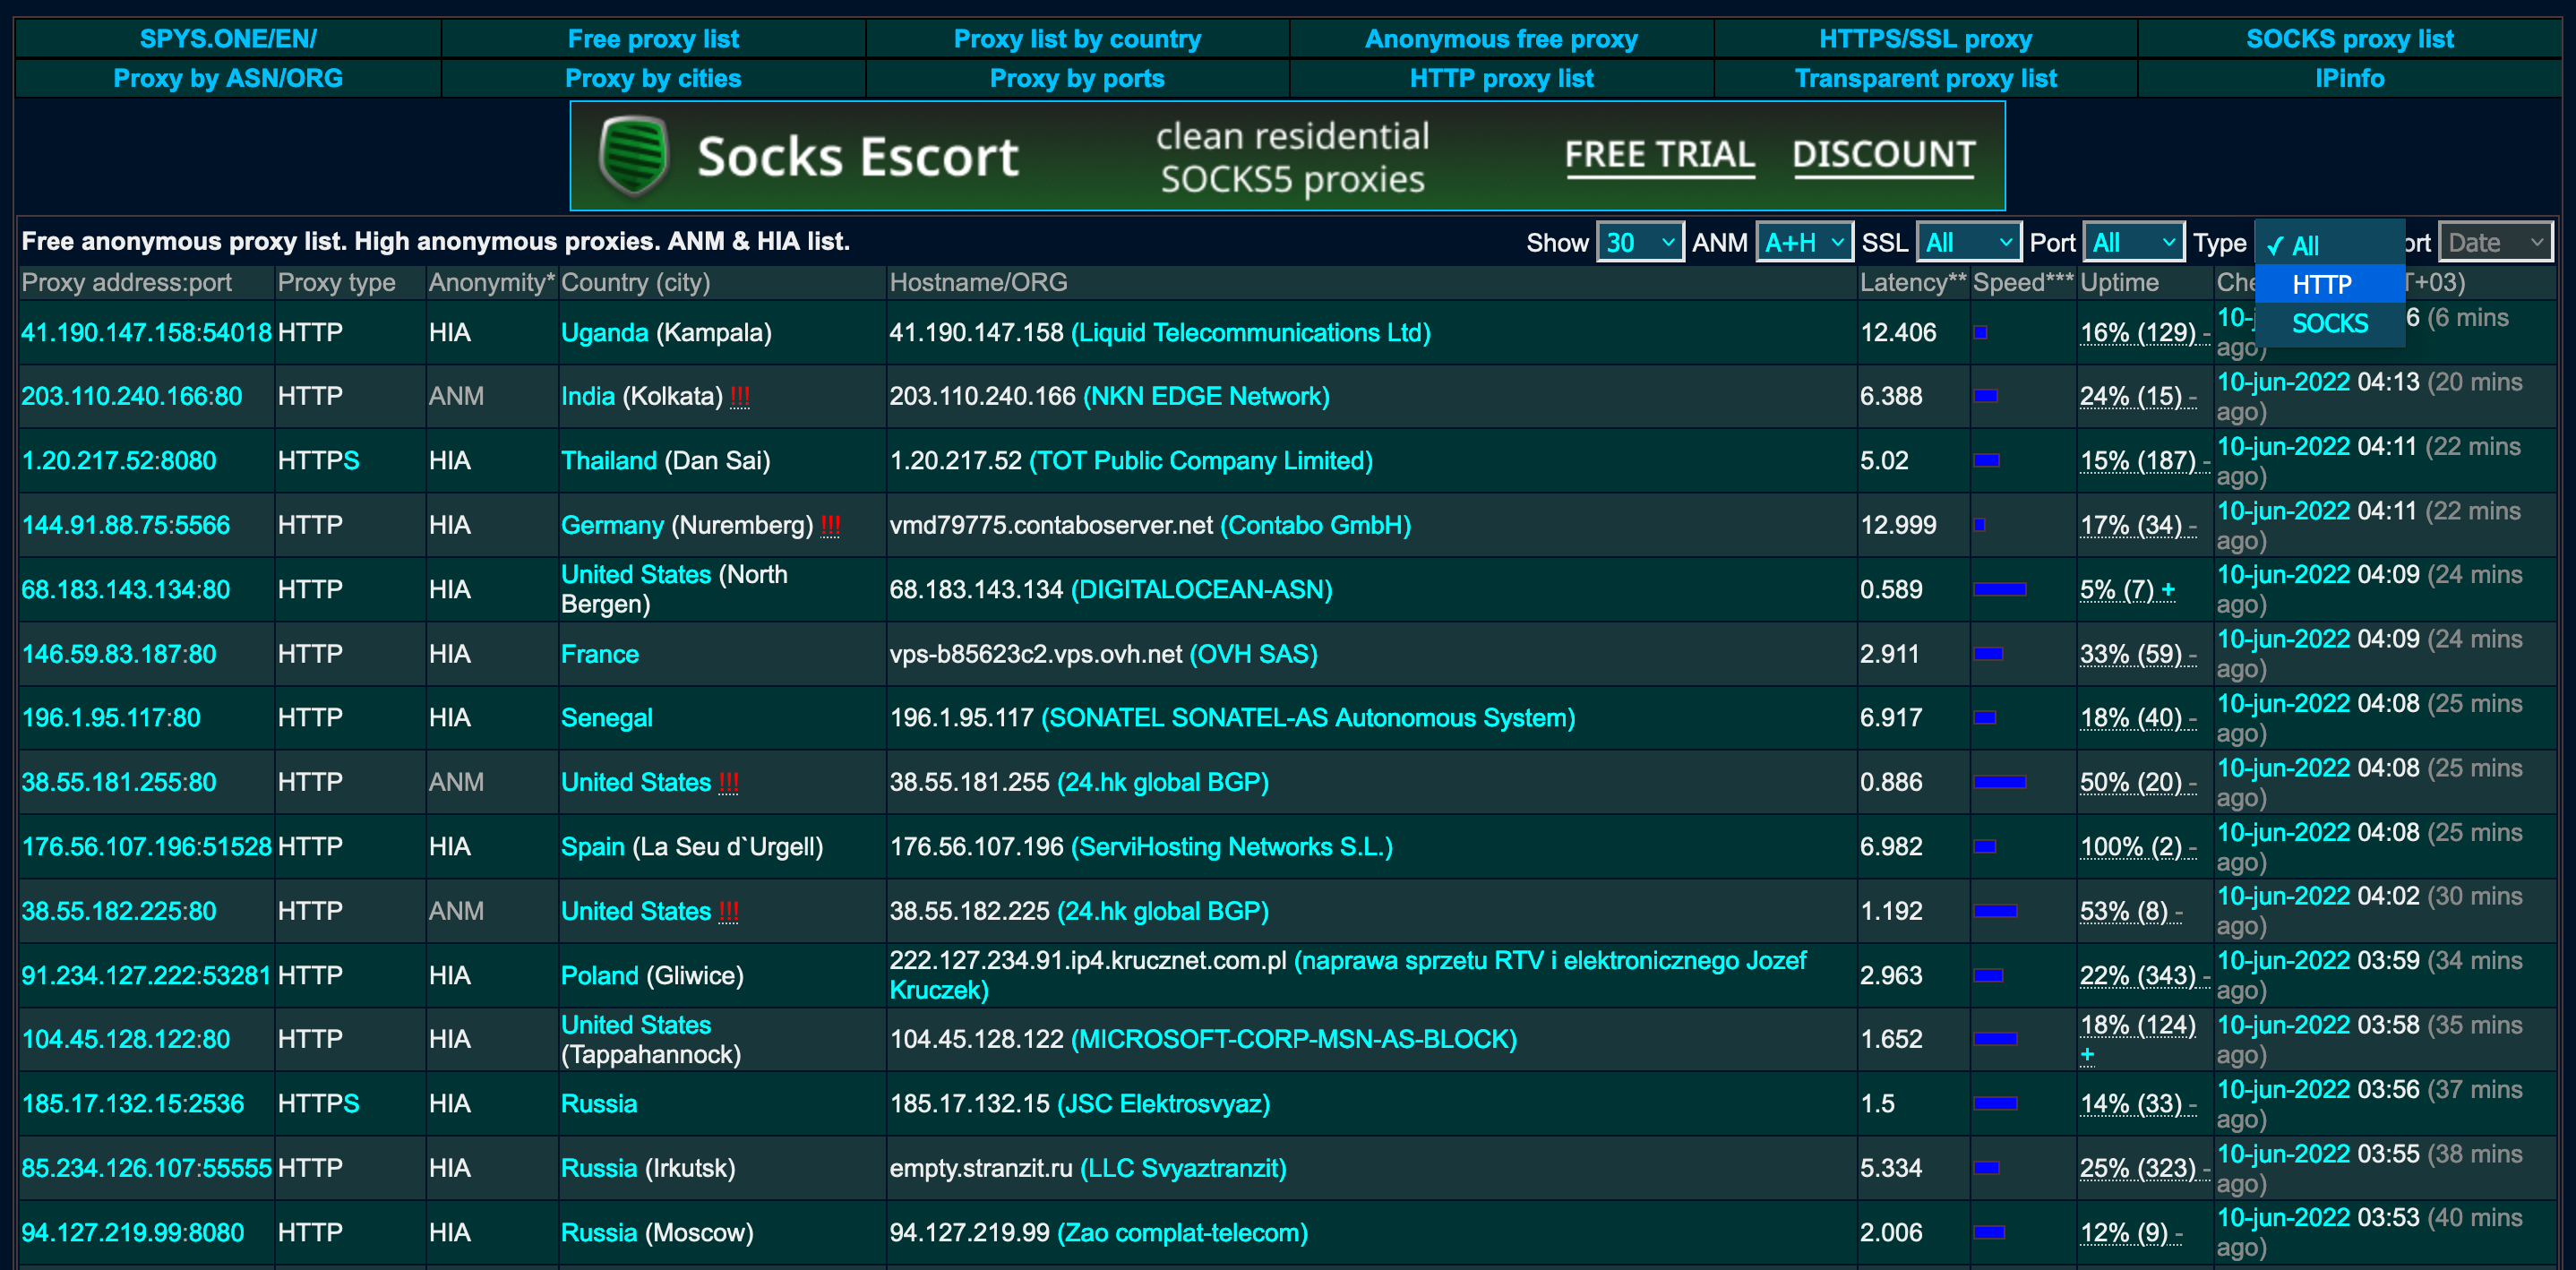 SPYS.ONE/EN/ Free proxy list Proxy list by country Anonymous free proxy HTTPS/SSL proxy SOCKS proxy list
Proxy by ASN/ORG Proxy by cities Proxy by ports HTTP proxy list Transparent proxy list IPinfo
Socks Escort clean residential SOCKS5 proxies FREE TRIAL DISCOUNT
Free anonymous proxy list. High anonymous proxies. ANM & HIA list. Show 30 ANM A+H SSL All Port All Type ✓ All ort Date
HTTP
SOCKS
Proxy address:port Proxy type Anonymity* Country (city) Hostname/ORG Latency** Speed*** Uptime Che T+03)
41.190.147.158:54018 HTTP HIA Uganda (Kampala) 41.190.147.158 (Liquid Telecommunications Ltd) 12.406 16% (129) - 10-j 6 (6 mins ago)
203.110.240.166:80 HTTP ANM India (Kolkata) !!! 203.110.240.166 (NKN EDGE Network) 6.388 24% (15) - 10-jun-2022 04:13 (20 mins ago)
1.20.217.52:8080 HTTPS HIA Thailand (Dan Sai) 1.20.217.52 (TOT Public Company Limited) 5.02 15% (187) - 10-jun-2022 04:11 (22 mins ago)
144.91.88.75:5566 HTTP HIA Germany (Nuremberg) !!! vmd79775.contaboserver.net (Contabo GmbH) 12.999 17% (34) - 10-jun-2022 04:11 (22 mins ago)
68.183.143.134:80 HTTP HIA United States (North Bergen) 68.183.143.134 (DIGITALOCEAN-ASN) 0.589 5% (7) + 10-jun-2022 04:09 (24 mins ago)
146.59.83.187:80 HTTP HIA France vps-b85623c2.vps.ovh.net (OVH SAS) 2.911 33% (59) - 10-jun-2022 04:09 (24 mins ago)
196.1.95.117:80 HTTP HIA Senegal 196.1.95.117 (SONATEL SONATEL-AS Autonomous System) 6.917 18% (40) - 10-jun-2022 04:08 (25 mins ago)
38.55.181.255:80 HTTP ANM United States !!! 38.55.181.255 (24.hk global BGP) 0.886 50% (20) - 10-jun-2022 04:08 (25 mins ago)
176.56.107.196:51528 HTTP HIA Spain (La Seu d`Urgell) 176.56.107.196 (ServiHosting Networks S.L.) 6.982 100% (2) - 10-jun-2022 04:08 (25 mins ago)
38.55.182.225:80 HTTP ANM United States !!! 38.55.182.225 (24.hk global BGP) 1.192 53% (8) - 10-jun-2022 04:02 (30 mins ago)
91.234.127.222:53281 HTTP HIA Poland (Gliwice) 222.127.234.91.ip4.krucznet.com.pl (naprawa sprzetu RTV i elektronicznego Jozef Kruczek) 2.963 22% (343) - 10-jun-2022 03:59 (34 mins ago)
104.45.128.122:80 HTTP HIA United States (Tappahannock) 104.45.128.122 (MICROSOFT-CORP-MSN-AS-BLOCK) 1.652 18% (124) + 10-jun-2022 03:58 (35 mins ago)
185.17.132.15:2536 HTTPS HIA Russia 185.17.132.15 (JSC Elektrosvyaz) 1.5 14% (33) - 10-jun-2022 03:56 (37 mins ago)
85.234.126.107:55555 HTTP HIA Russia (Irkutsk) empty.stranzit.ru (LLC Svyaztranzit) 5.334 25% (323) - 10-jun-2022 03:55 (38 mins ago)
94.127.219.99:8080 HTTP HIA Russia (Moscow) 94.127.219.99 (Zao complat-telecom) 2.006 12% (9) - 10-jun-2022 03:53 (40 mins ago)